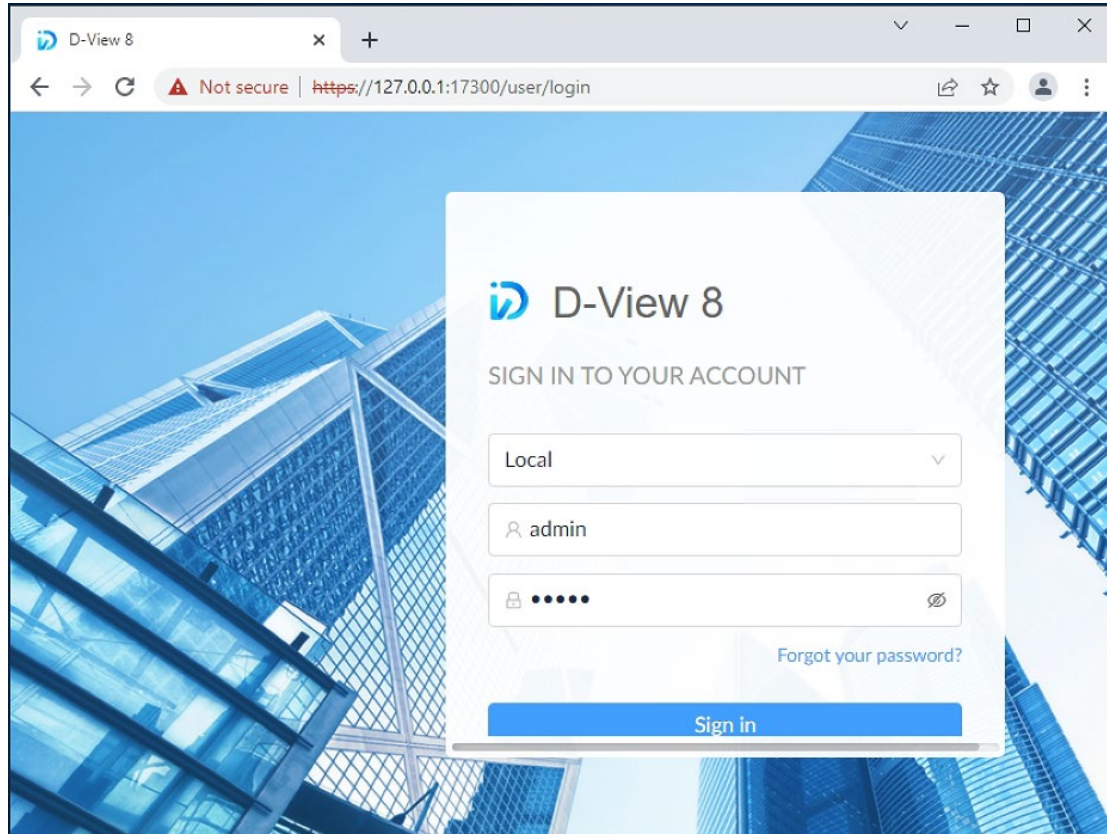 D-View 8
Not secure https://127.0.0.1:17300/user/login
D-View 8
SIGN IN TO YOUR ACCOUNT
Local
admin
•••••
Forgot your password?
Sign in